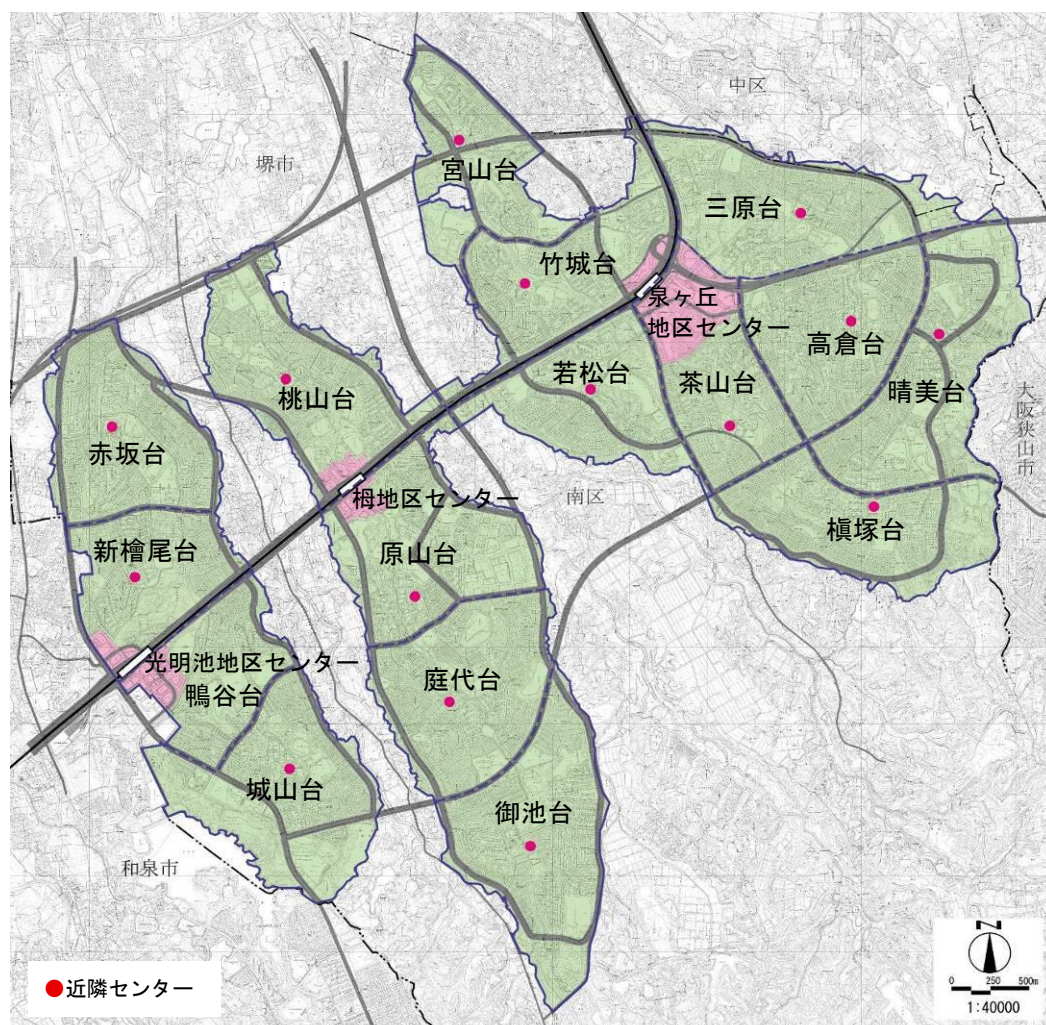 中区
堺市
宮山台
三原台
竹城台
泉ヶ丘
地区センター
高倉台
若松台
茶山台
晴美台
桃山台
大阪狭山市
赤坂台
栂地区センター
南区
槇塚台
新檜尾台
原山台
光明池地区センター
鴨谷台
庭代台
城山台
御池台
和泉市
N
0 250 500m
1:40000
●近隣センター